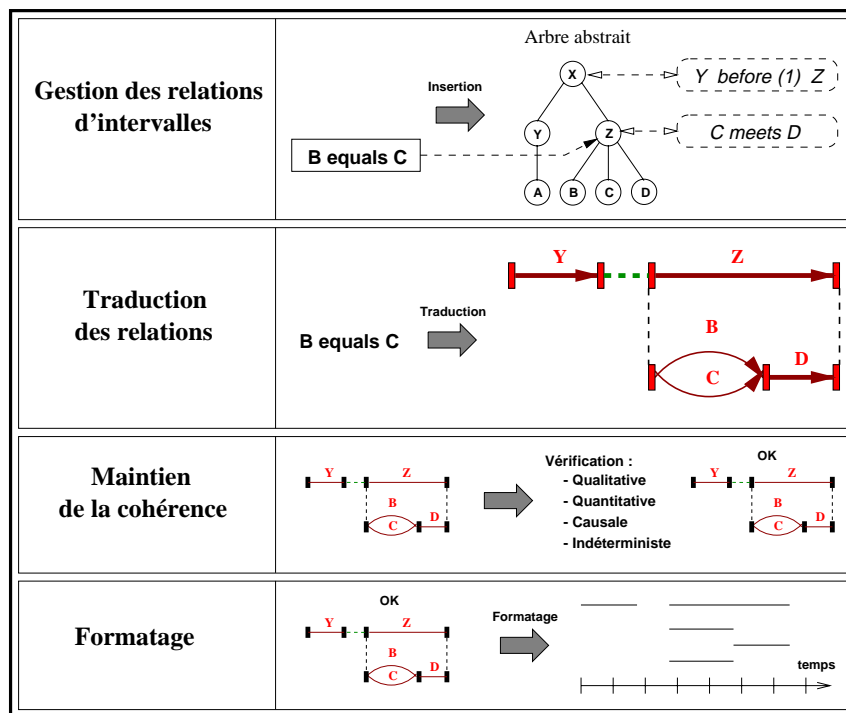 Gestion des relations
d'intervalles
Arbre abstrait
Insertion
B equals C
X
Y
Z
A
B
C
D
Y before (1) Z
C meets D
Traduction
des relations
B equals C
Traduction
Y
Z
B
C
D
Maintien
de la cohérence
Y
Z
B
C
D
Vérification :
- Qualitative
- Quantitative
- Causale
- Indéterministe
OK
Y
Z
B
C
D
Formatage
OK
Y
Z
B
C
D
Formatage
temps